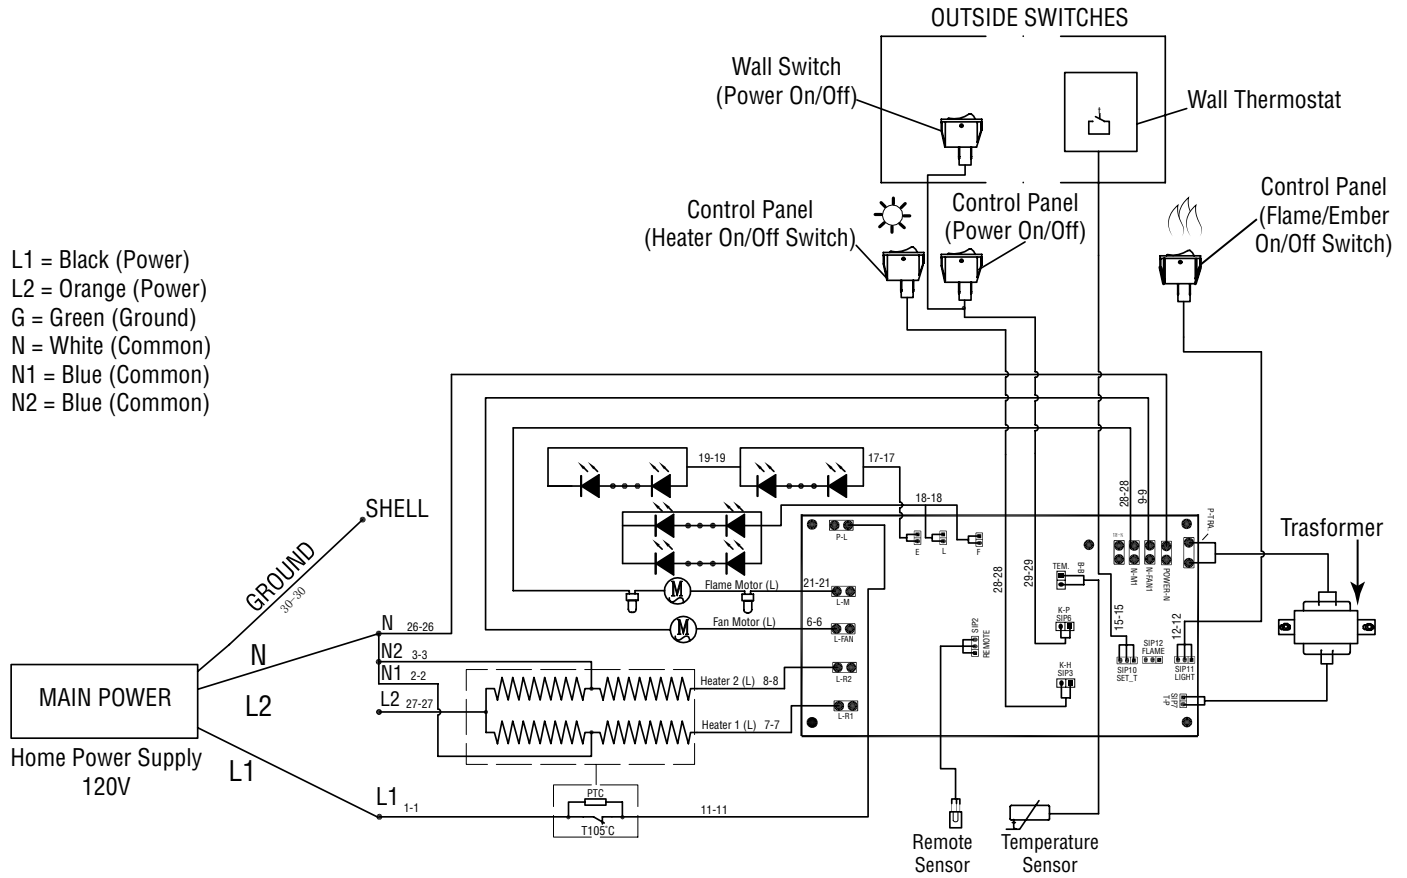 OUTSIDE SWITCHES
Wall Switch
(Power On/Off)
Wall Thermostat
Control Panel
(Heater On/Off Switch)
Control Panel
(Power On/Off)
Control Panel
(Flame/Ember
On/Off Switch)
L1 = Black (Power)
L2 = Orange (Power)
G = Green (Ground)
N = White (Common)
N1 = Blue (Common)
N2 = Blue (Common)
19-19
17-17
18-18
28-28
9-9
P-TRA.
SHELL
GROUND
30-30
P-L
E
L
F
N-M1
N-FAN1
POWER-N
Trasformer
28-28
29-29
TEM.
B-B
Flame Motor (L)
21-21
L-M
M
Fan Motor (L)
6-6
L-FAN
M
K-P
SIP6
15-15
12-12
SIP2
REMOTE
SIP12
FLAME
SIP10
SET_T
SIP11
LIGHT
K-H
SIP3
SIP7
T-P
N
26-26
N
N2
3-3
N1
2-2
L2
27-27
L2
MAIN POWER
Home Power Supply
120V
Heater 2 (L)
8-8
L-R2
Heater 1 (L)
7-7
L-R1
L1
L1
1-1
PTC
T105°C
11-11
Remote
Sensor
Temperature
Sensor